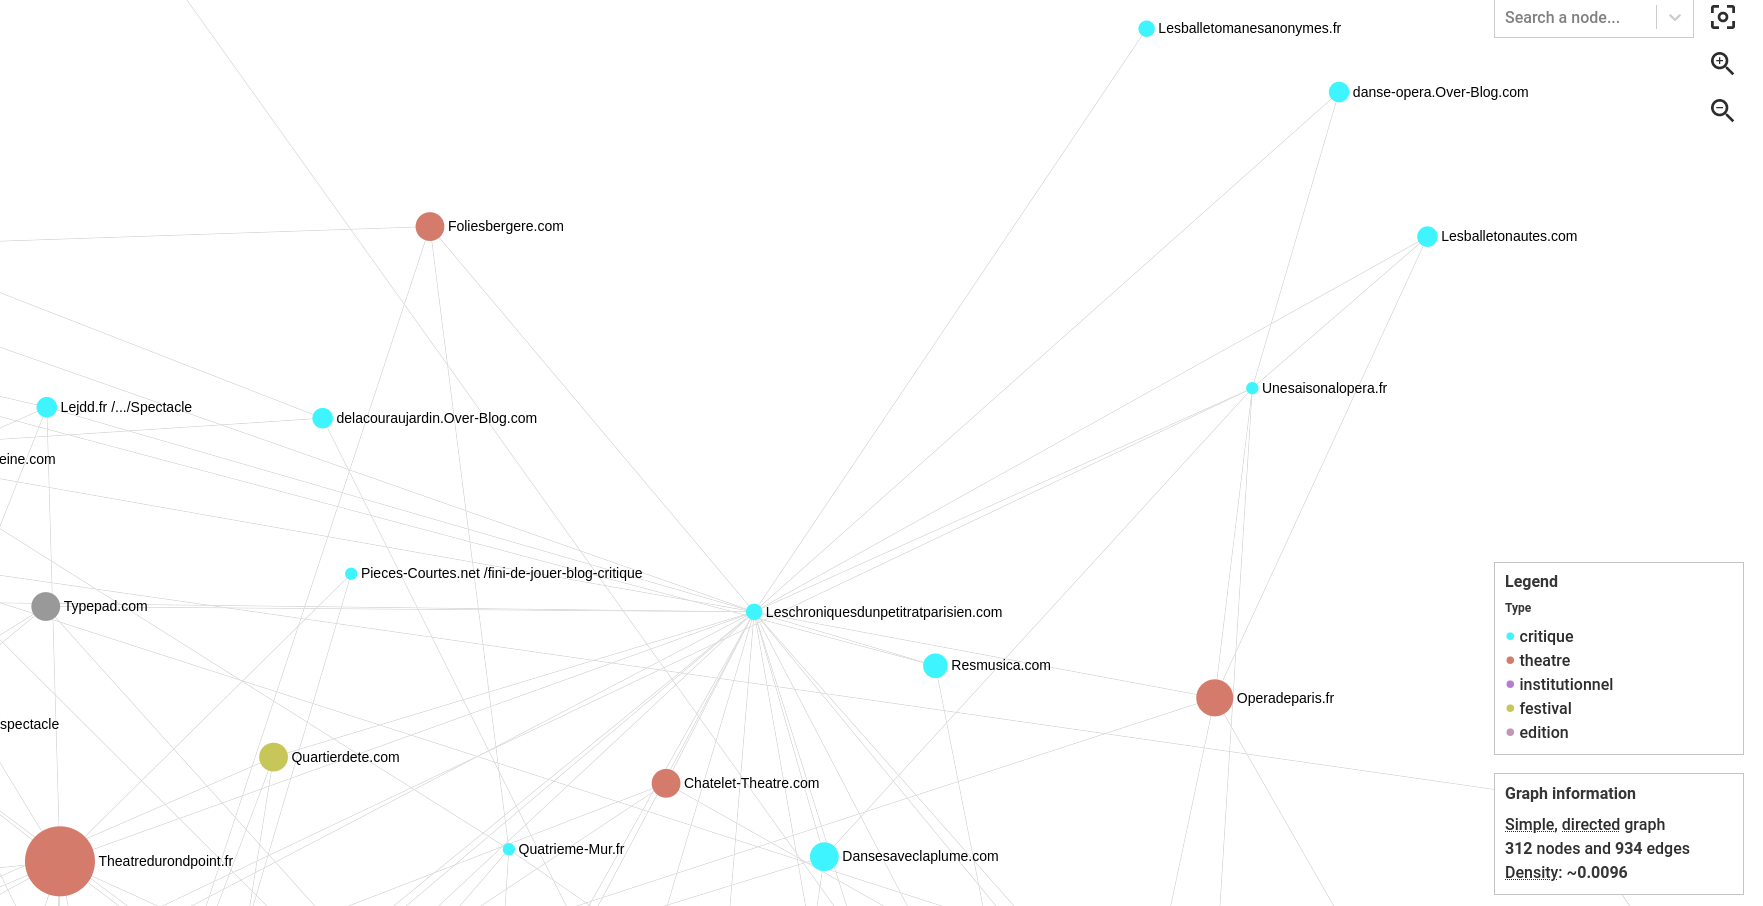 Lesballetomanesanonymes.fr
Search a node...
danse-opera.Over-Blog.com
Foliesbergere.com
Lesballetonautes.com
Unesaisonalopera.fr
Lejdd.fr /.../Spectacle
delacouraujardin.Over-Blog.com
eine.com
Pieces-Courtes.net /fini-de-jouer-blog-critique
Typepad.com
Leschroniquesdunpetitratparisien.com
Resmusica.com
Operadeparis.fr
spectacle
Quartierdete.com
Chatelet-Theatre.com
Quatrieme-Mur.fr
Dansesaveclaplume.com
Theatredurondpoint.fr
Legend
Type
critique
theatre
institutionnel
festival
edition
Graph information
Simple, directed graph
312 nodes and 934 edges
Density: ~0.0096